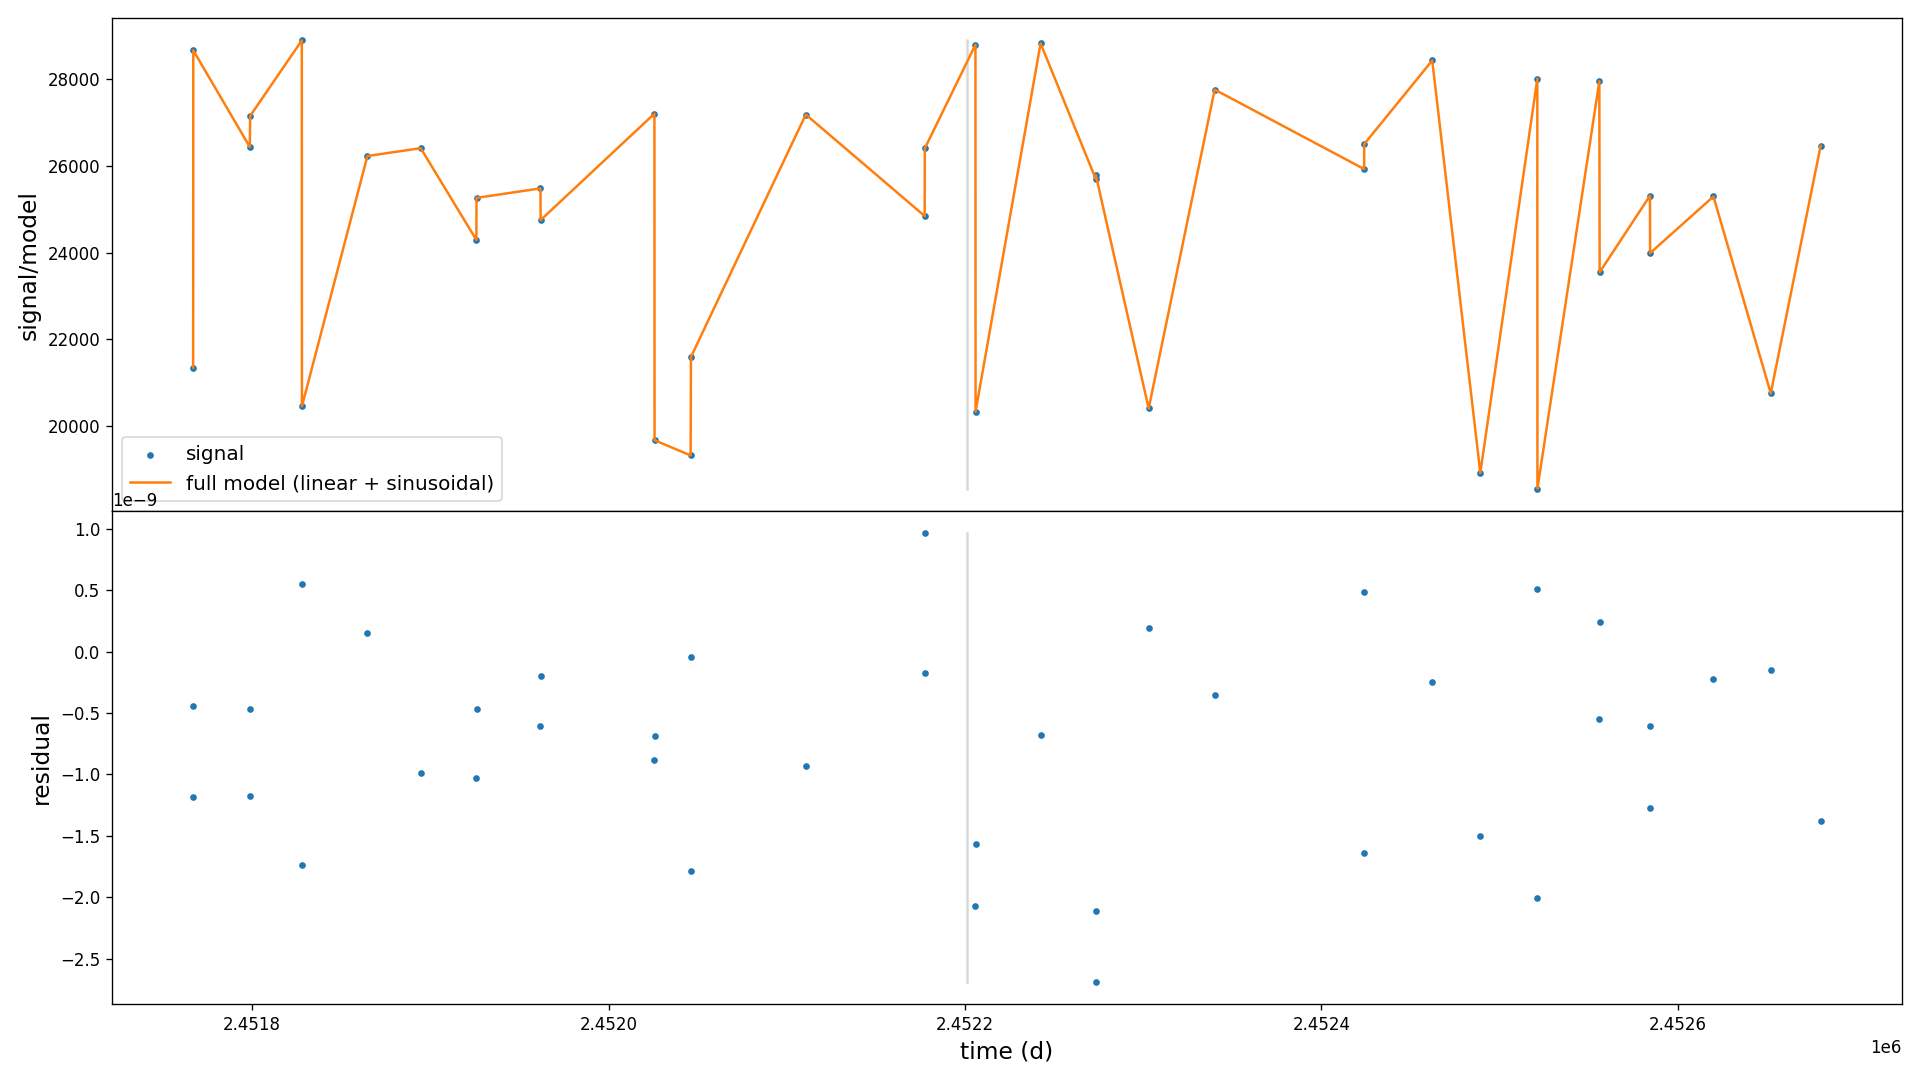 28000
26000
24000
22000
20000
signal/model
signal
full model (linear + sinusoidal)
1e−9
1.0
0.5
0.0
−0.5
−1.0
−1.5
−2.0
−2.5
residual
2.4518
2.4520
2.4522
2.4524
2.4526
1e6
time (d)